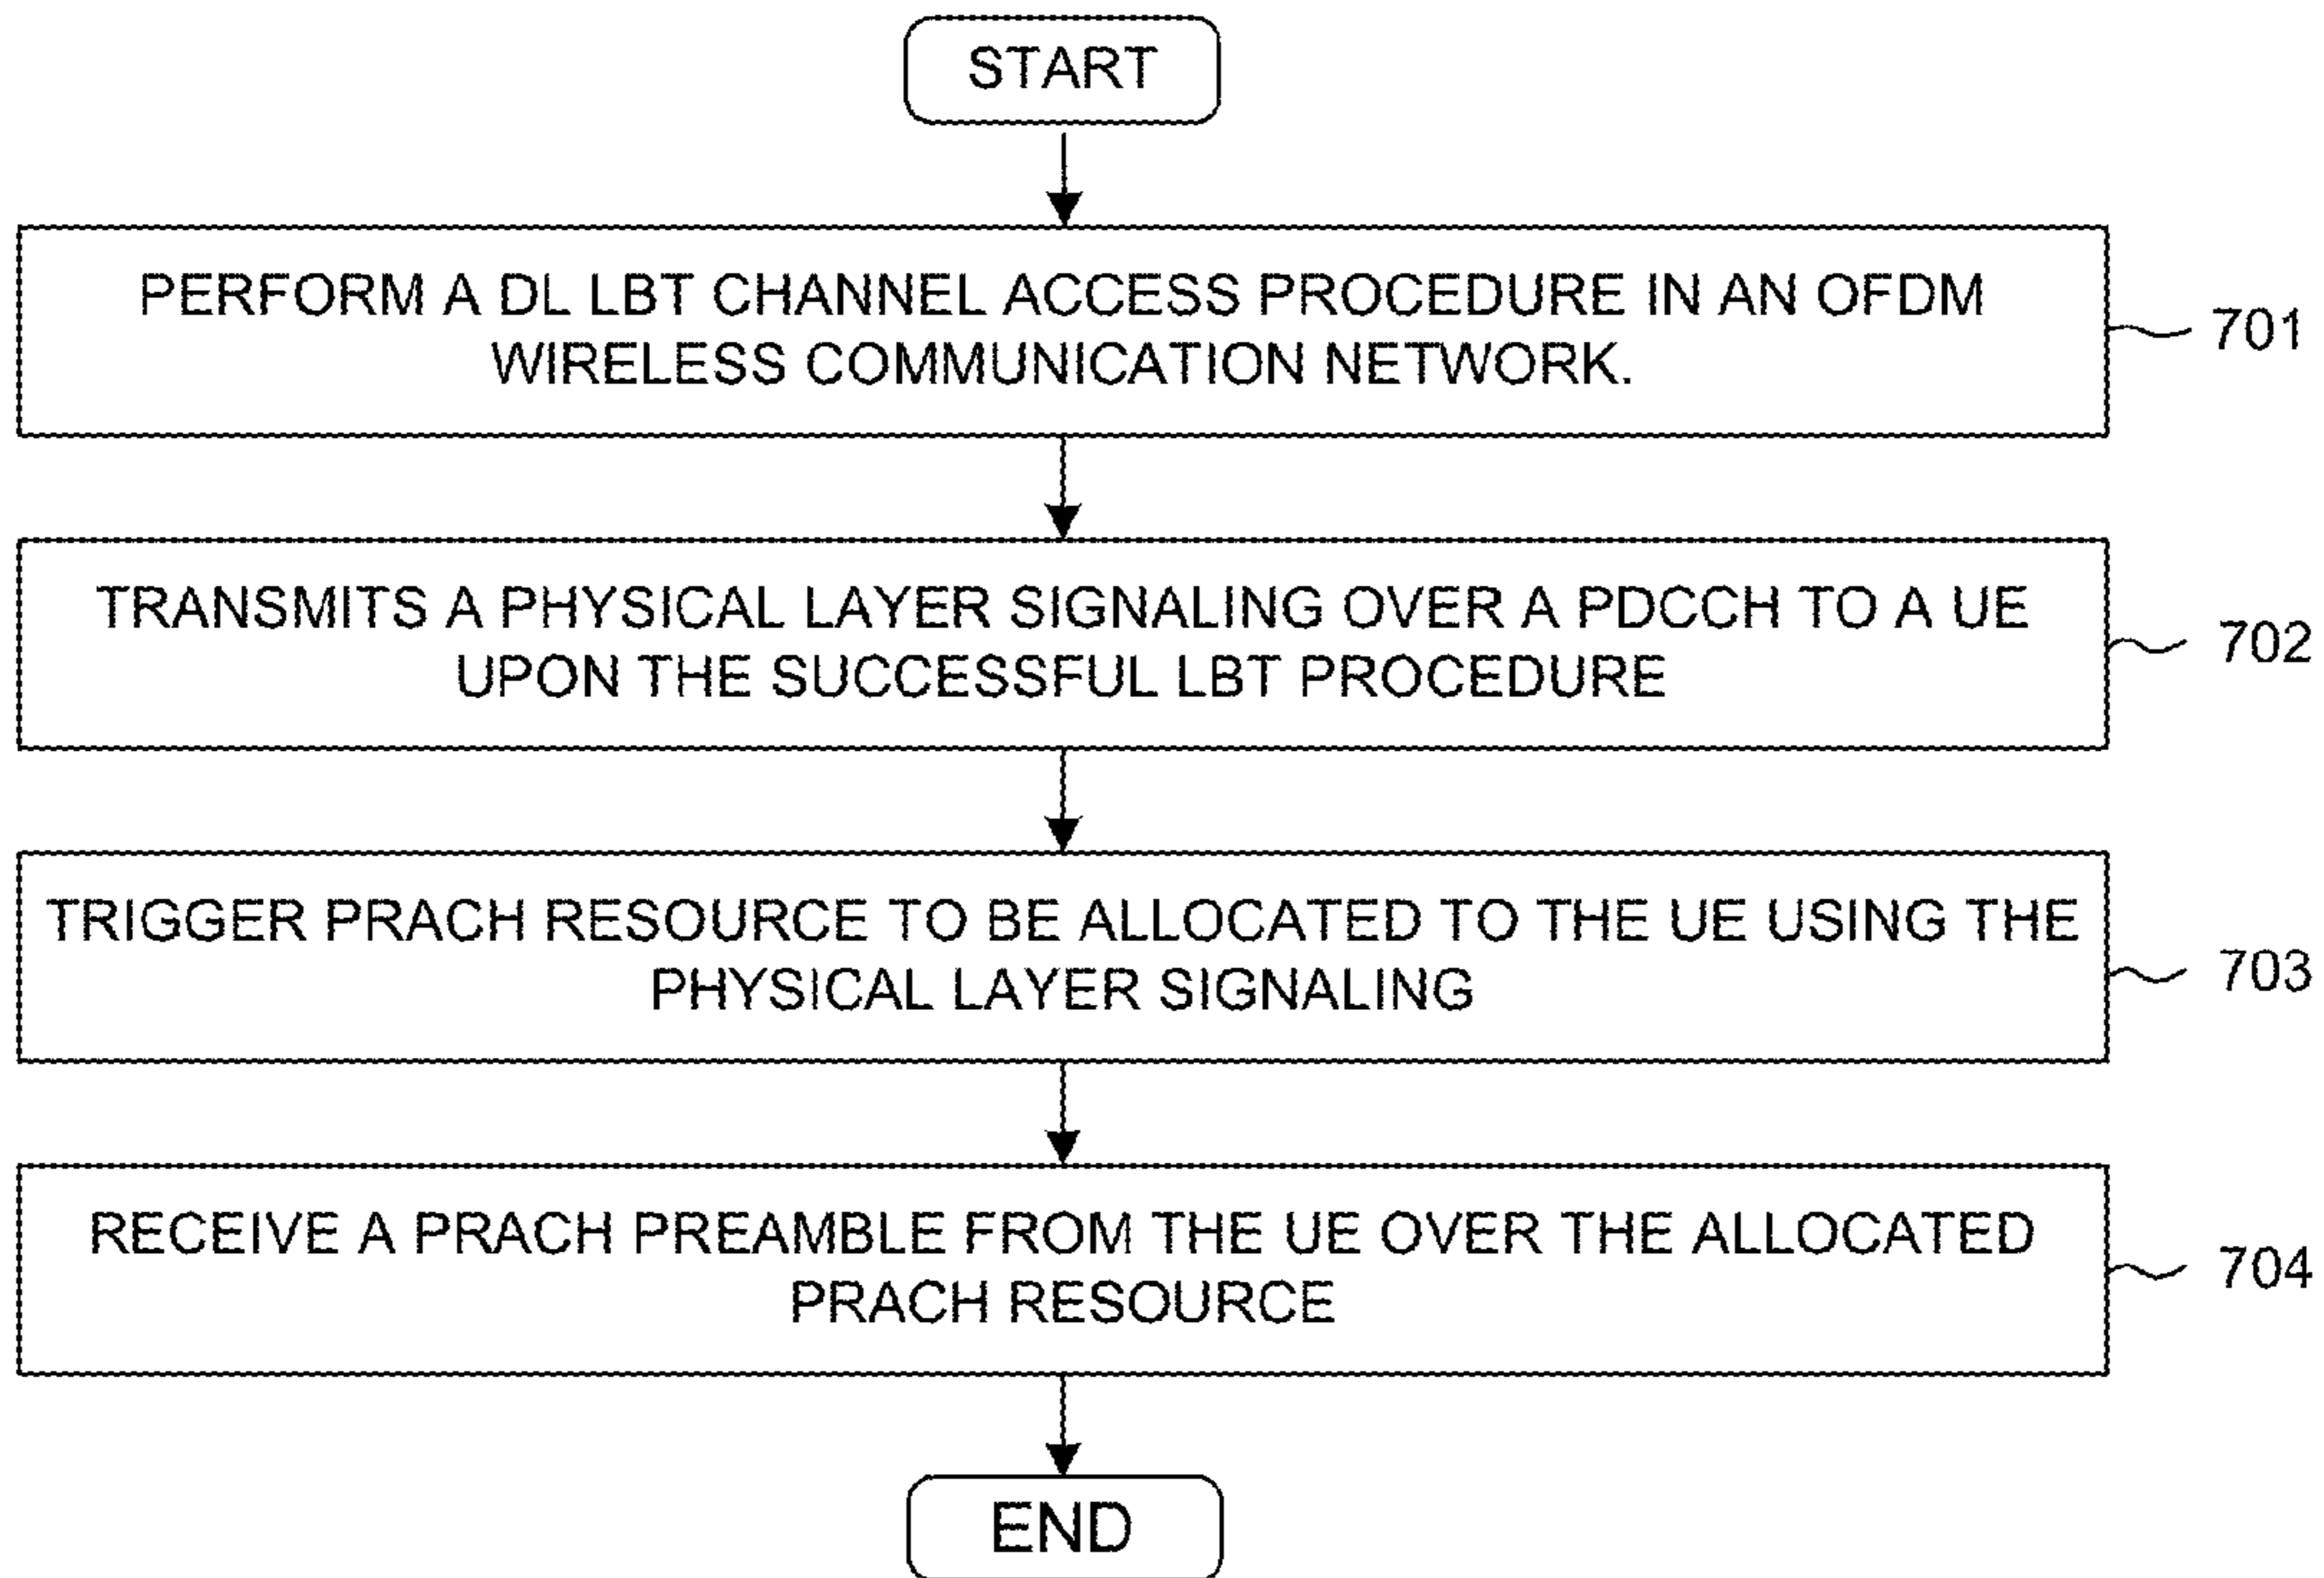 START
PERFORM A DL LBT CHANNEL ACCESS PROCEDURE IN AN OFDM
WIRELESS COMMUNICATION NETWORK.
701
TRANSMITS A PHYSICAL LAYER SIGNALING OVER A PDCCH TO A UE
UPON THE SUCCESSFUL LBT PROCEDURE
702
TRIGGER PRACH RESOURCE TO BE ALLOCATED TO THE UE USING THE
PHYSICAL LAYER SIGNALING
703
RECEIVE A PRACH PREAMBLE FROM THE UE OVER THE ALLOCATED
PRACH RESOURCE
704
END